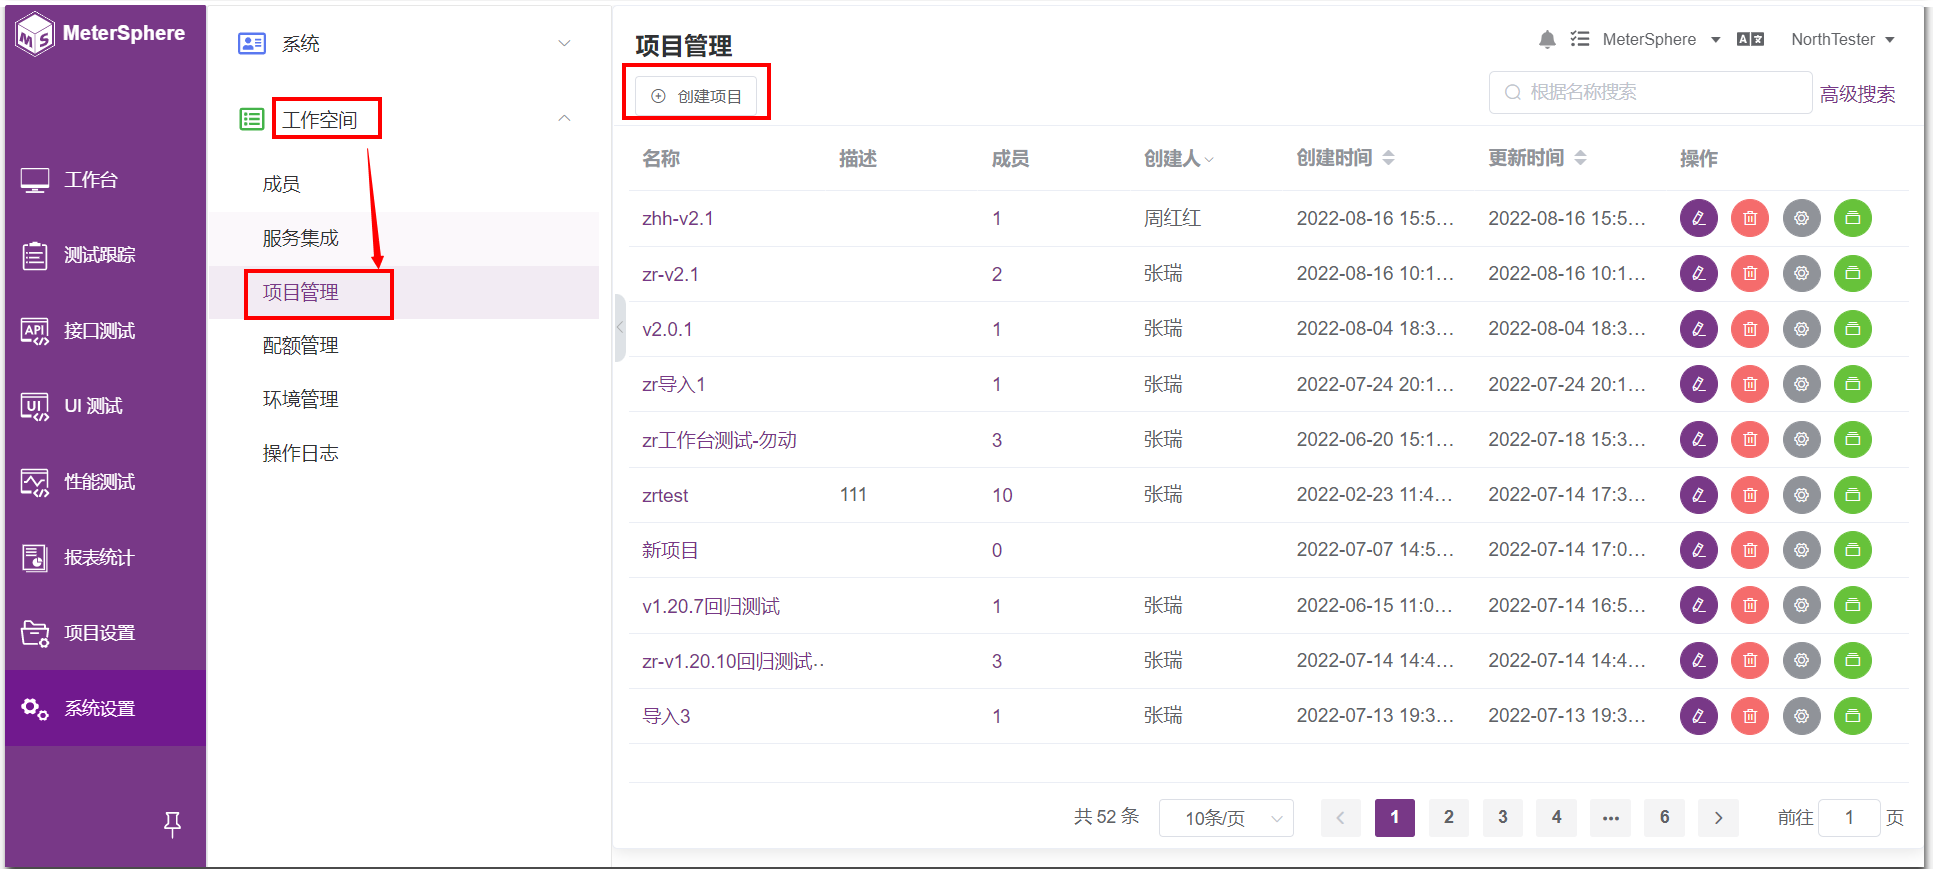 MeterSphere
工作台
测试跟踪
接口测试
UI 测试
性能测试
报表统计
项目设置
系统设置
系统
工作空间
成员
服务集成
项目管理
配额管理
环境管理
操作日志
项目管理
MeterSphere NorthTester
创建项目
根据名称搜索 高级搜索
名称 描述 成员 创建人 创建时间 更新时间 操作
zhh-v2.1 1 周红红 2022-08-16 15:5... 2022-08-16 15:5...
zr-v2.1 2 张瑞 2022-08-16 10:1... 2022-08-16 10:1...
v2.0.1 1 张瑞 2022-08-04 18:3... 2022-08-04 18:3...
zr导入1 1 张瑞 2022-07-24 20:1... 2022-07-24 20:1...
zr工作台测试-勿动 3 张瑞 2022-06-20 15:1... 2022-07-18 15:3...
zrtest 111 10 张瑞 2022-02-23 11:4... 2022-07-14 17:3...
新项目 0 2022-07-07 14:5... 2022-07-14 17:0...
v1.20.7回归测试 1 张瑞 2022-06-15 11:0... 2022-07-14 16:5...
zr-v1.20.10回归测试.. 3 张瑞 2022-07-14 14:4... 2022-07-14 14:4...
导入3 1 张瑞 2022-07-13 19:3... 2022-07-13 19:3...
共 52 条 10条/页 1 2 3 4 ... 6 前往 1 页